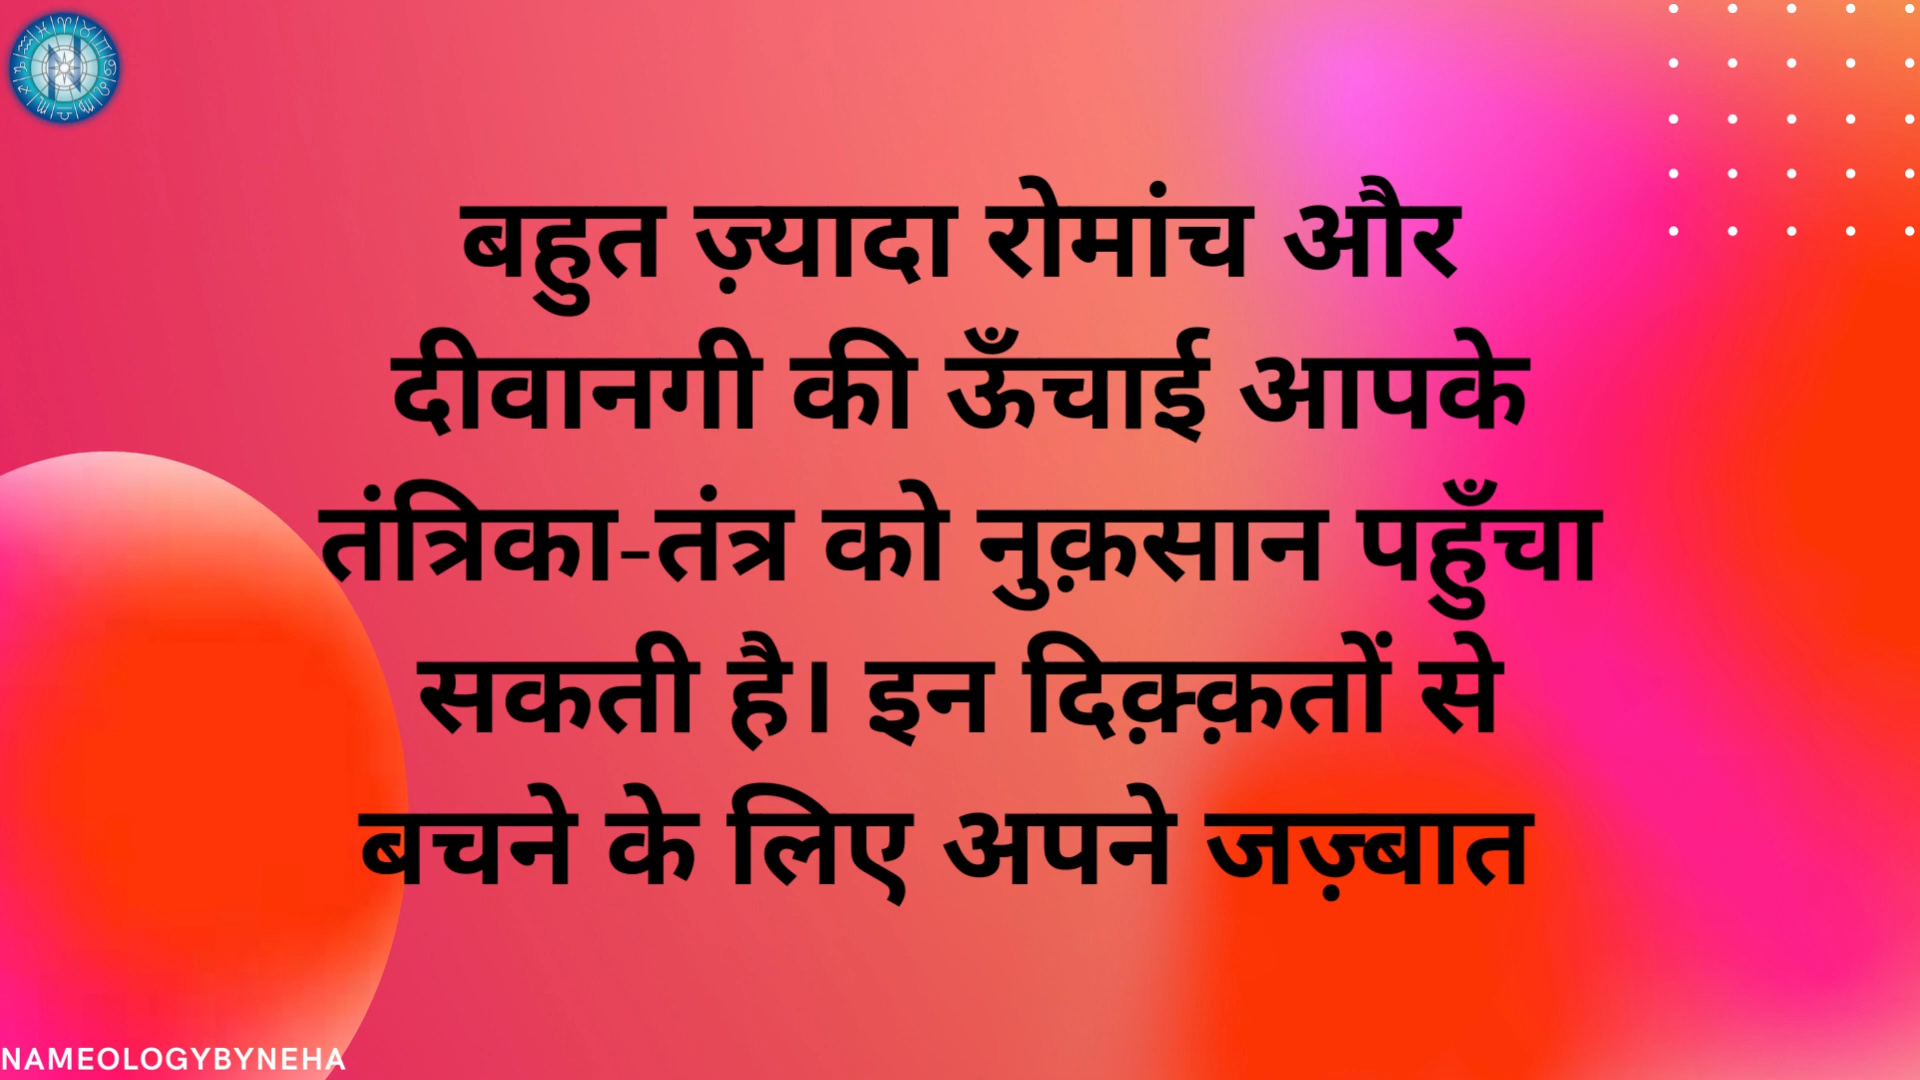 बहुत ज़्यादा रोमांच और
दीवानगी की ऊँचाई आपके
तंत्रिका-तंत्र को नुक़सान पहुँचा
सकती है। इन दिक़्क़तों से
बचने के लिए अपने जज़्बात
NAMEOLOGYBYNEHA